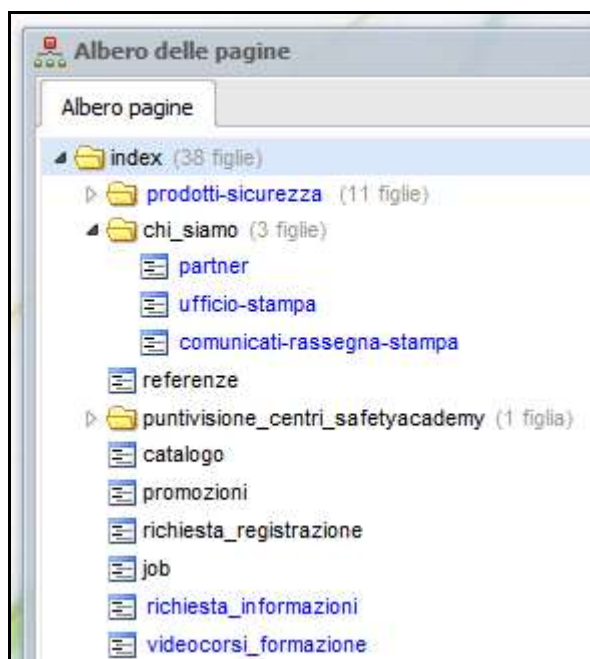 Albero delle pagine
Albero pagine
index (38 figlie)
prodotti-sicurezza (11 figlie)
chi_siamo (3 figlie)
partner
ufficio-stampa
comunicati-rassegna-stampa
referenze
puntivisione_centri_safetyacademy (1 figlia)
catalogo
promozioni
richiesta_registrazione
job
richiesta_informazioni
videocorsi_formazione